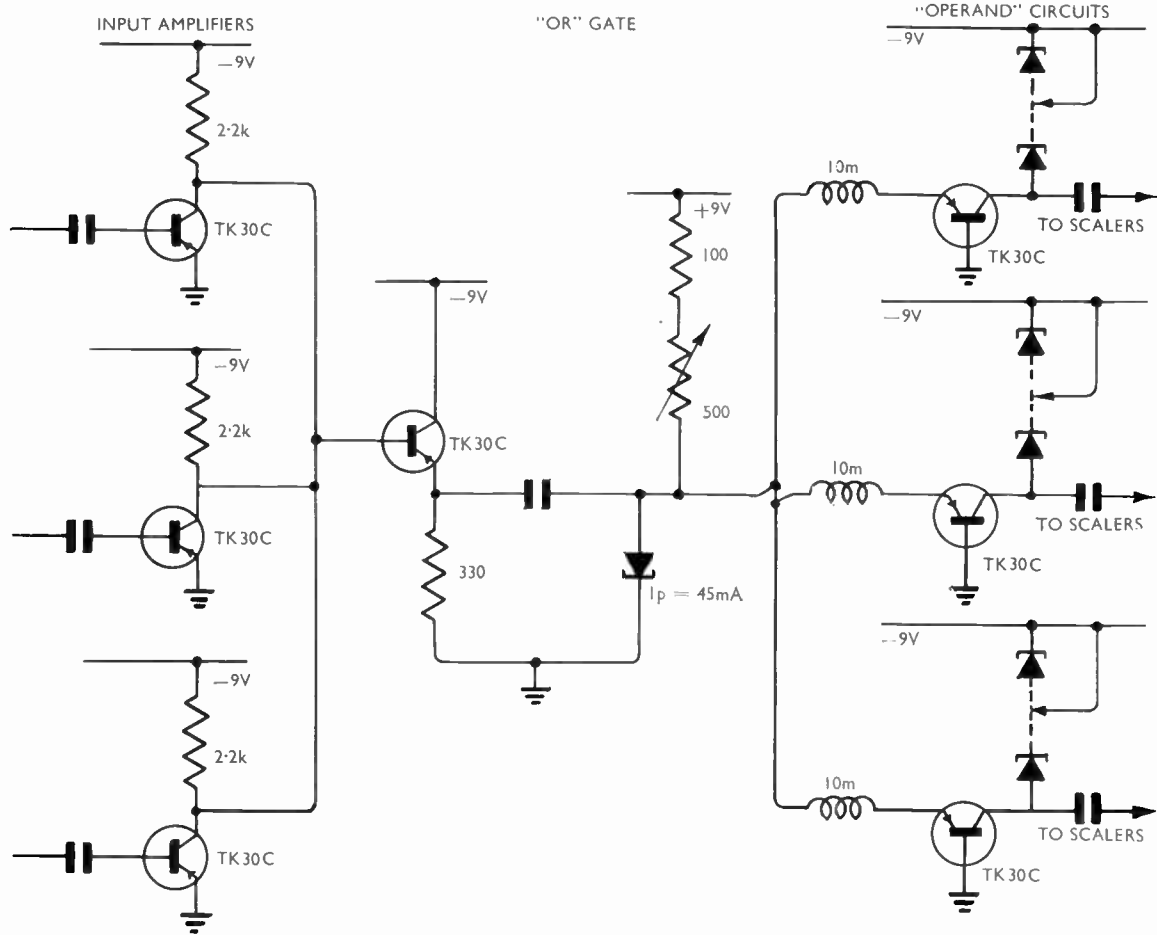 INPUT AMPLIFIERS
"OR" GATE
"OPERAND" CIRCUITS
—9V
2·2k
TK30C
—9V
2·2k
TK30C
—9V
2·2k
TK30C
—9V
TK30C
330
+9V
100
500
Ip = 45mA
—9V
10m
TK30C
TO SCALERS
—9V
10m
TK30C
TO SCALERS
—9V
10m
TK30C
TO SCALERS